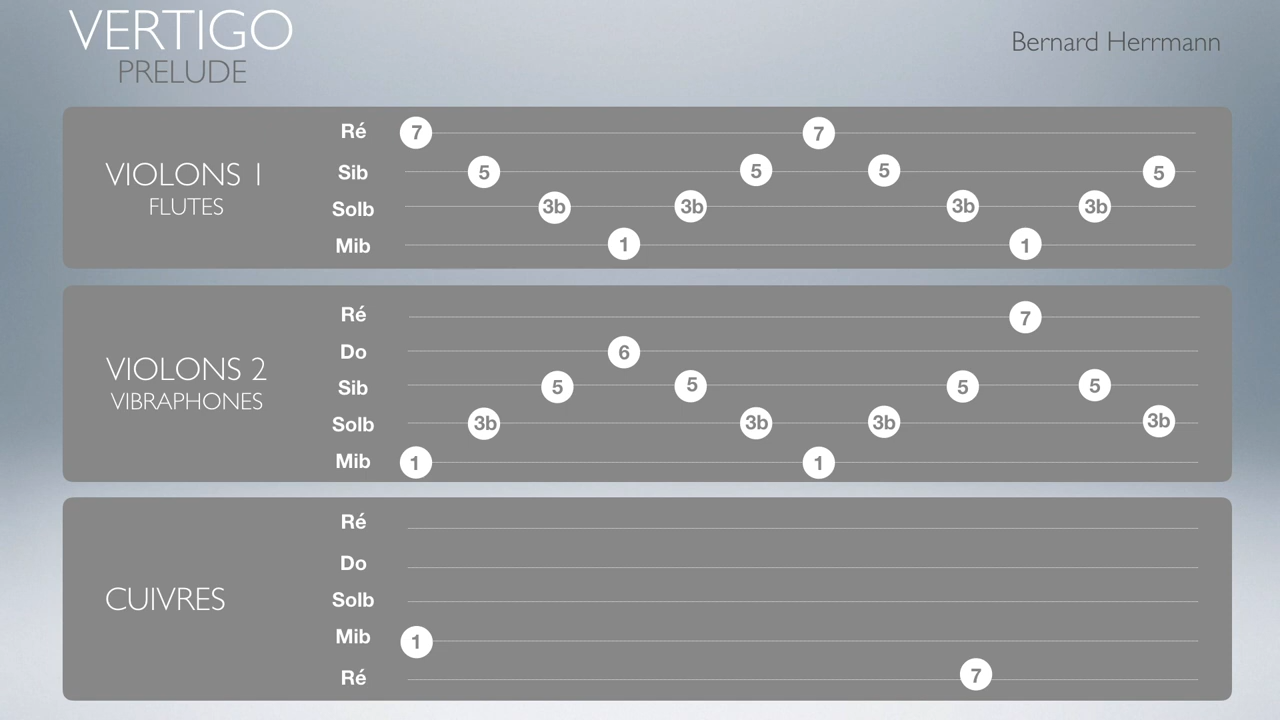 VERTIGO
PRELUDE
Bernard Herrmann
VIOLONS 1
FLUTES
Ré 7 7
Sib 5 5 5 5
Solb 3b 3b 3b 3b
Mib 1 1
VIOLONS 2
VIBRAPHONES
Ré 7
Do 6
Sib 5 5 5 5
Solb 3b 3b 3b 3b
Mib 1 1
CUIVRES
Ré
Do
Solb
Mib 1
Ré 7